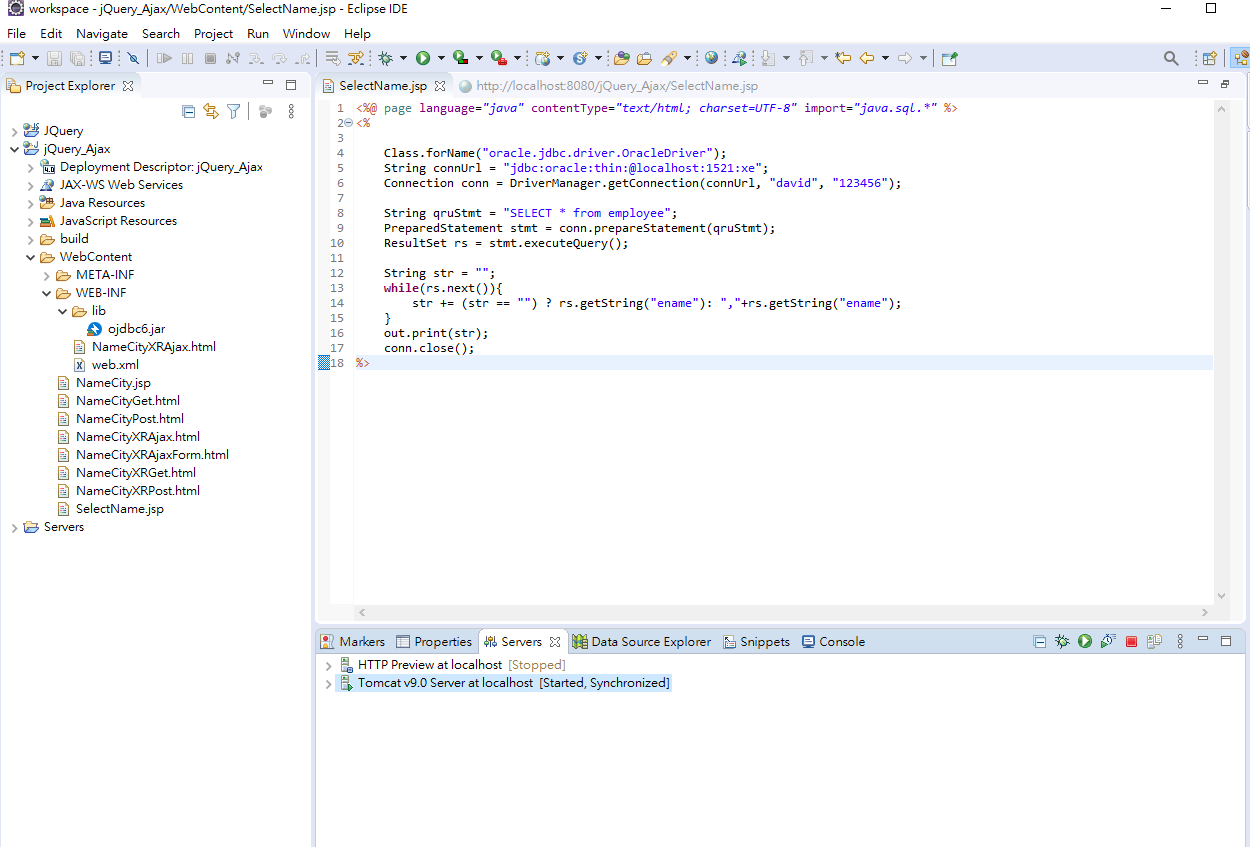 workspace - jQuery_Ajax/WebContent/SelectName.jsp - Eclipse IDE
File Edit Navigate Search Project Run Window Help
Project Explorer
JQuery
jQuery_Ajax
Deployment Descriptor: jQuery_Ajax
JAX-WS Web Services
Java Resources
JavaScript Resources
build
WebContent
META-INF
WEB-INF
lib
ojdbc6.jar
NameCityXRAjax.html
web.xml
NameCity.jsp
NameCityGet.html
NameCityPost.html
NameCityXRAjax.html
NameCityXRAjaxForm.html
NameCityXRGet.html
NameCityXRPost.html
SelectName.jsp
Servers
SelectName.jsp http://localhost:8080/jQuery_Ajax/SelectName.jsp
1 <%@ page language="java" contentType="text/html; charset=UTF-8" import="java.sql.*" %>
2 <%
3
4 Class.forName("oracle.jdbc.driver.OracleDriver");
5 String connUrl = "jdbc:oracle:thin:@localhost:1521:xe";
6 Connection conn = DriverManager.getConnection(connUrl, "david", "123456");
7
8 String qruStmt = "SELECT * from employee";
9 PreparedStatement stmt = conn.prepareStatement(qruStmt);
10 ResultSet rs = stmt.executeQuery();
11
12 String str = "";
13 while(rs.next()){
14 str += (str == "") ? rs.getString("ename"): ","+rs.getString("ename");
15 }
16 out.print(str);
17 conn.close();
18 %>
Markers Properties Servers Data Source Explorer Snippets Console
HTTP Preview at localhost [Stopped]
Tomcat v9.0 Server at localhost [Started, Synchronized]